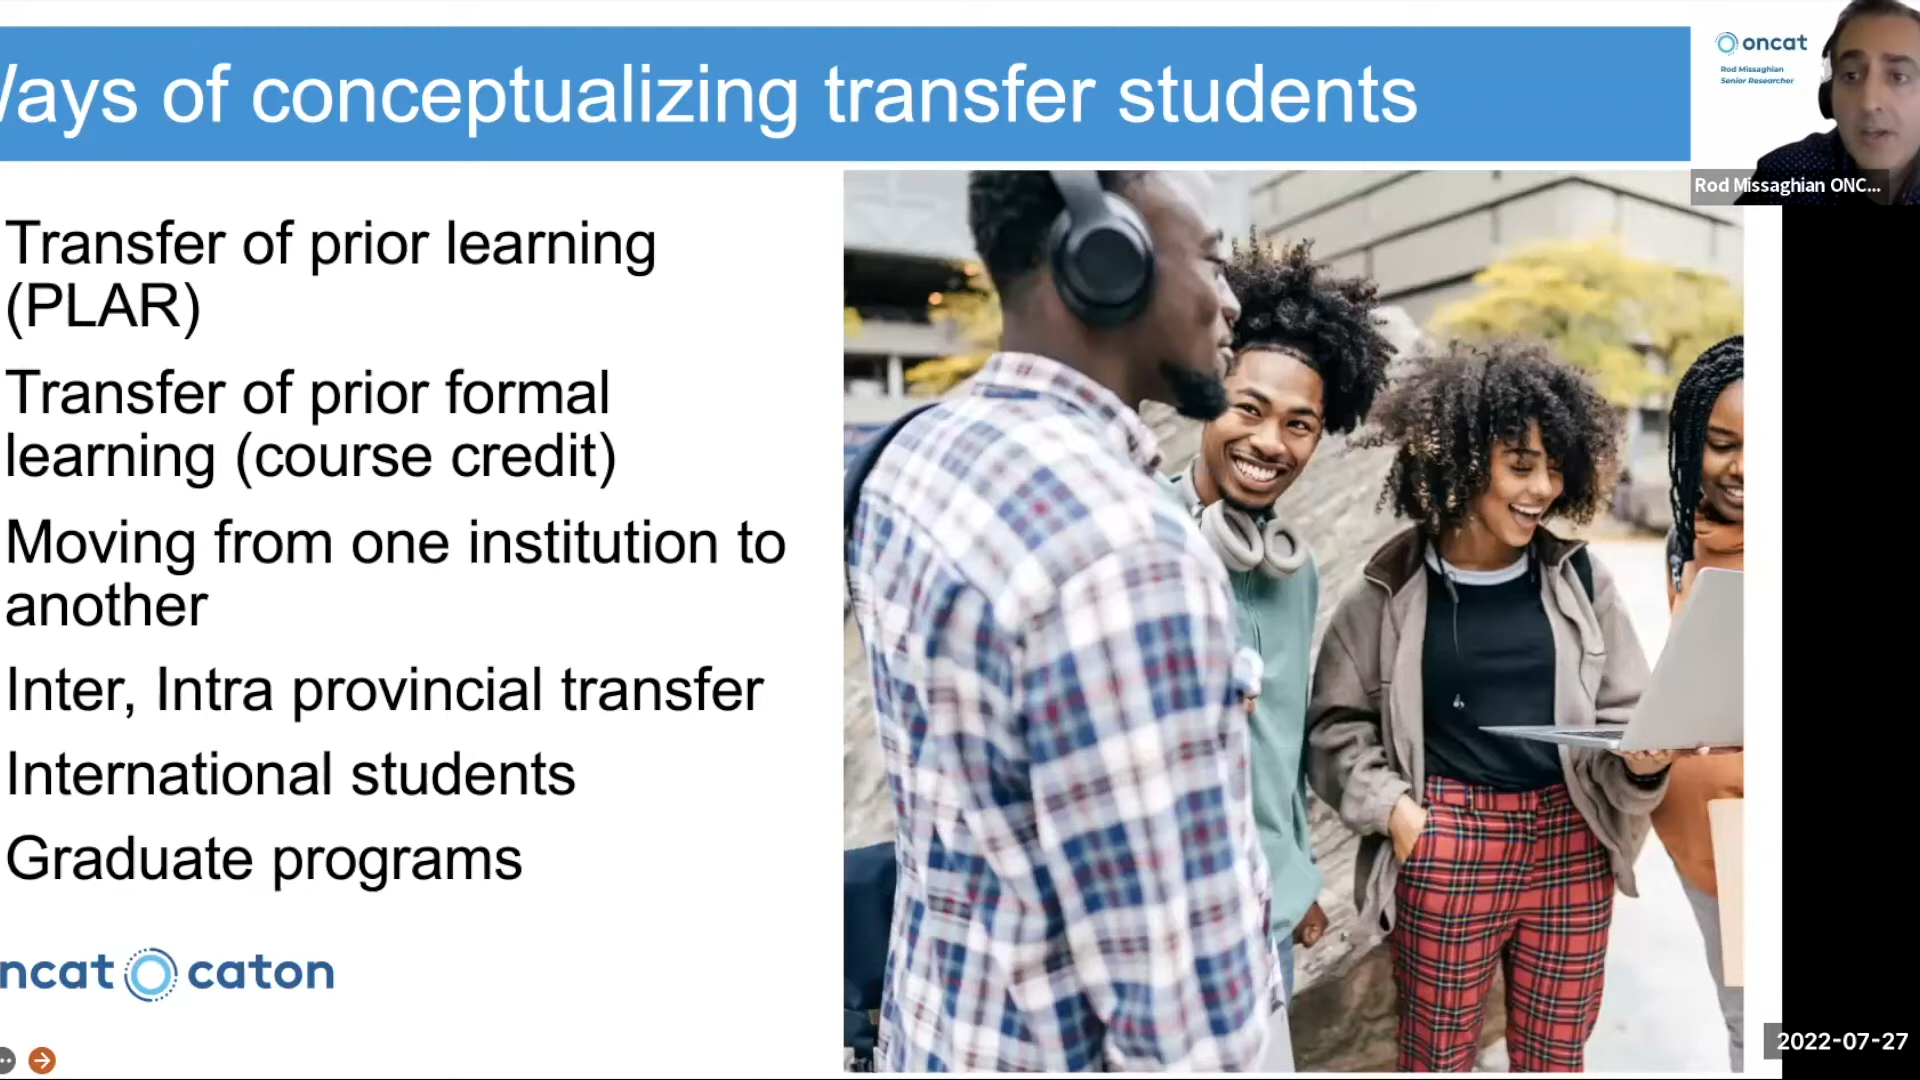 Ways of conceptualizing transfer students
oncat
Rod Missaghian
Senior Researcher
Rod Missaghian ONC...
Transfer of prior learning
(PLAR)
Transfer of prior formal
learning (course credit)
Moving from one institution to
another
Inter, Intra provincial transfer
International students
Graduate programs
ncat caton
2022-07-27